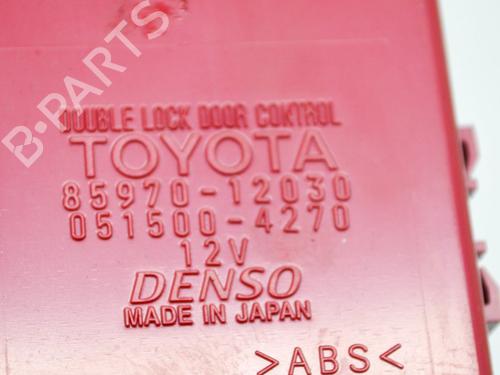 DOUBLE LOCK DOOR CONTROL
TOYOTA
85970-12030
051500-4270
12V
DENSO
MADE IN JAPAN
>ABS<
B-PARTS